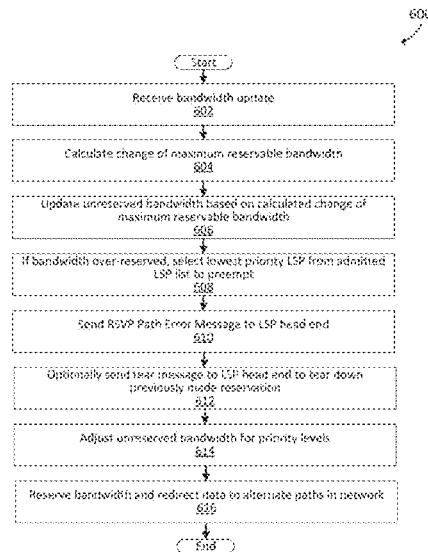 600
Start
Receive bandwidth update
602
Calculate change of maximum reservable bandwidth
604
Update unreserved bandwidth based on calculated change of
maximum reservable bandwidth
606
If bandwidth over-reserved, select lowest priority LSP from admitted
LSP list to preempt
608
Send RSVP Path Error Message to LSP head end
610
Optionally send tear message to LSP head end to tear down
previously made reservation
612
Adjust unreserved bandwidth for priority levels
614
Reserve bandwidth and redirect data to alternate paths in network
616
End